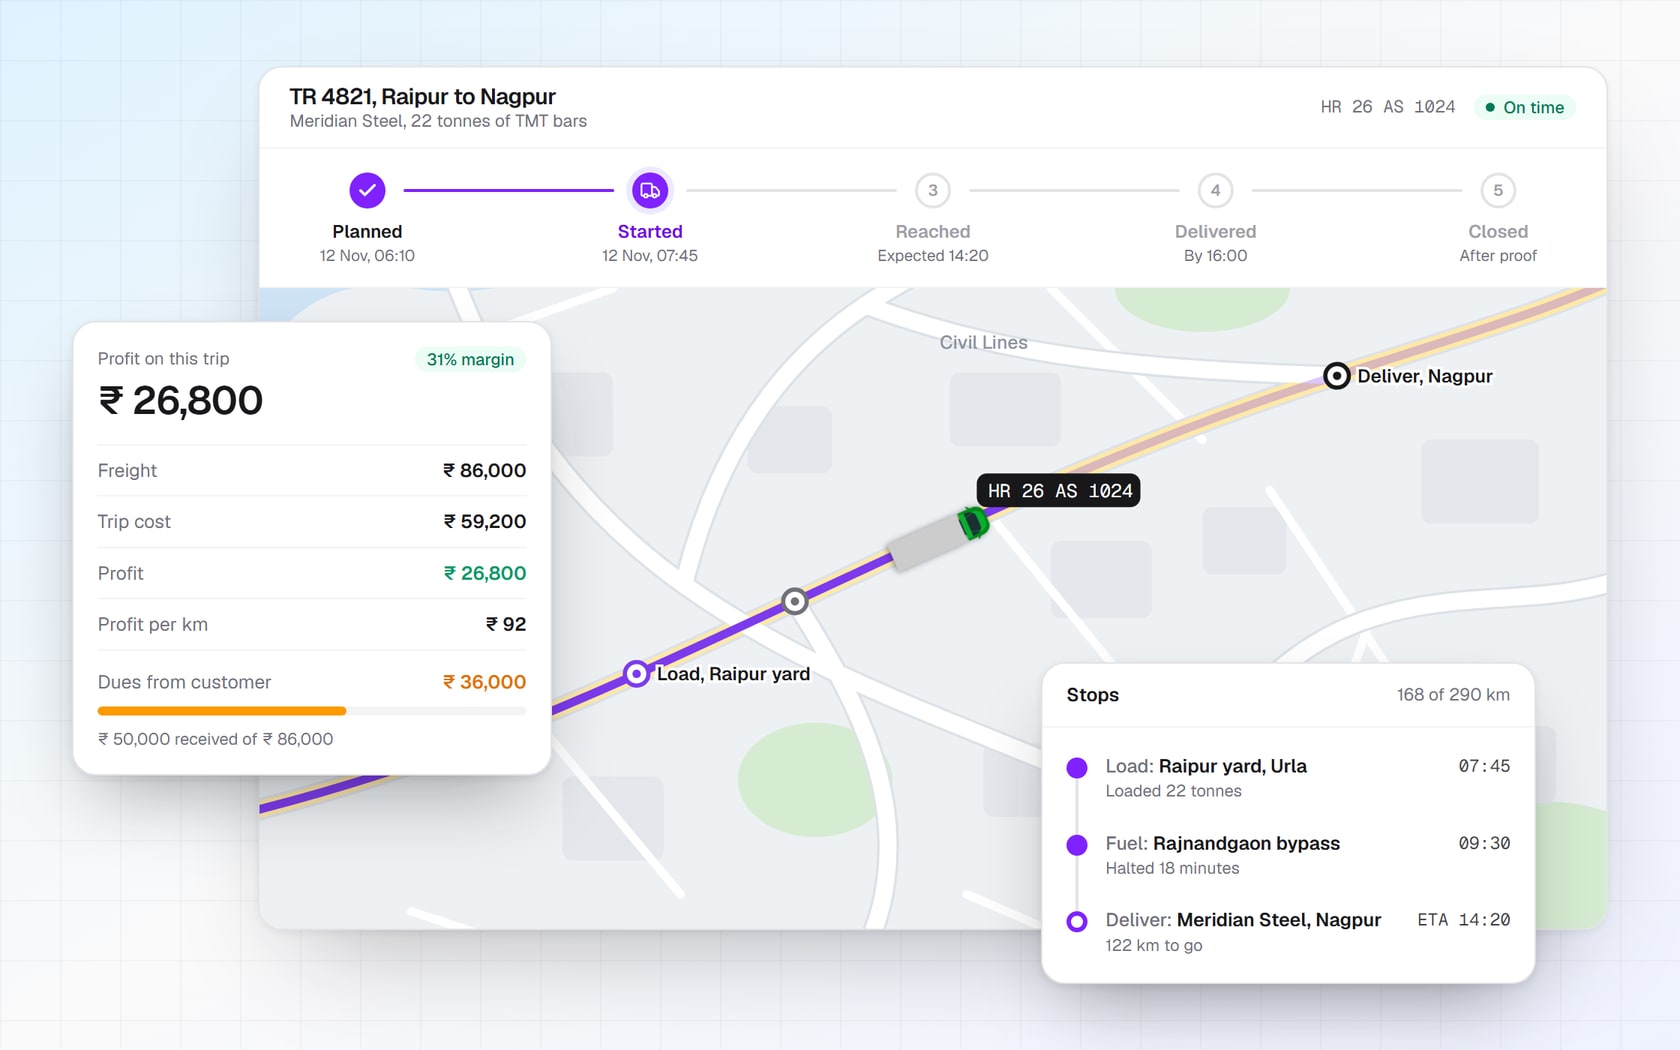 TR 4821, Raipur to Nagpur
Meridian Steel, 22 tonnes of TMT bars
HR 26 AS 1024
On time
3
4
5
Planned
Started
Reached
Delivered
Closed
12 Nov, 06:10
12 Nov, 07:45
Expected 14:20
By 16:00
After proof
Profit on this trip
31% margin
₹ 26,800
Freight
₹ 86,000
Trip cost
₹ 59,200
Profit
₹ 26,800
Profit per km
₹ 92
Dues from customer
₹ 36,000
₹ 50,000 received of ₹ 86,000
Civil Lines
Deliver, Nagpur
HR 26 AS 1024
Load, Raipur yard
Stops
168 of 290 km
Load: Raipur yard, Urla
07:45
Loaded 22 tonnes
Fuel: Rajnandgaon bypass
09:30
Halted 18 minutes
Deliver: Meridian Steel, Nagpur
ETA 14:20
122 km to go